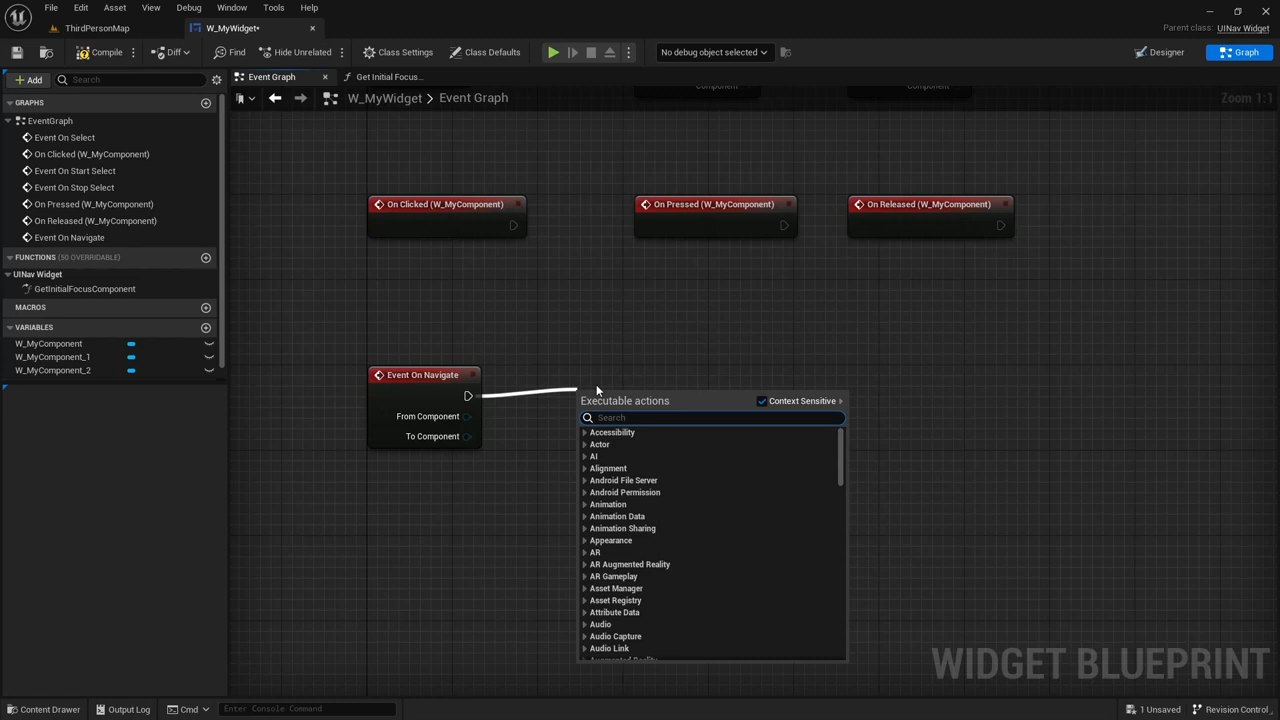 File Edit Asset View Debug Window Tools Help
ThirdPersonMap
W_MyWidget•
Parent class: UINav Widget
Compile
Diff
Find
Hide Unrelated
Class Settings
Class Defaults
No debug object selected
Designer
Graph
Add
Search
Event Graph
Get Initial Focus...
W_MyWidget > Event Graph
Zoom 1:1
GRAPHS
EventGraph
Event On Select
On Clicked (W_MyComponent)
Event On Start Select
Event On Stop Select
On Pressed (W_MyComponent)
On Released (W_MyComponent)
Event On Navigate
FUNCTIONS (50 OVERRIDABLE)
UINav Widget
GetInitialFocusComponent
MACROS
VARIABLES
W_MyComponent
W_MyComponent_1
W_MyComponent_2
Component
Component
On Clicked (W_MyComponent)
On Pressed (W_MyComponent)
On Released (W_MyComponent)
Event On Navigate
From Component
To Component
Executable actions
Context Sensitive
Search
Accessibility
Actor
AI
Alignment
Android File Server
Android Permission
Animation
Animation Data
Animation Sharing
Appearance
AR
AR Augmented Reality
AR Gameplay
Asset Manager
Asset Registry
Attribute Data
Audio
Audio Capture
Audio Link
Augmented Reality
WIDGET BLUEPRINT
Content Drawer
Output Log
Cmd
Enter Console Command
1 Unsaved
Revision Control